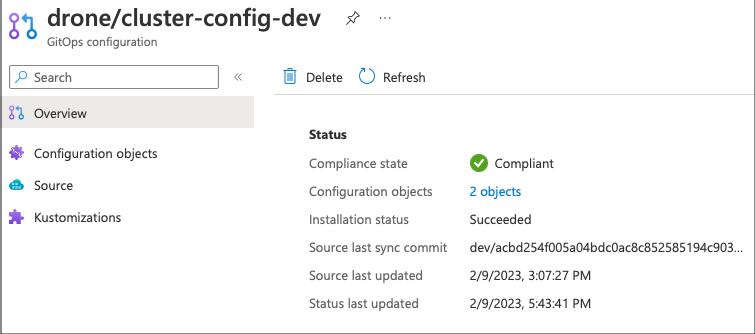 drone/cluster-config-dev
GitOps configuration
Search
Overview
Configuration objects
Source
Kustomizations
Delete Refresh
Status
Compliance state Compliant
Configuration objects 2 objects
Installation status Succeeded
Source last sync commit dev/acbd254f005a04bdc0ac8c852585194c903...
Source last updated 2/9/2023, 3:07:27 PM
Status last updated 2/9/2023, 5:43:41 PM